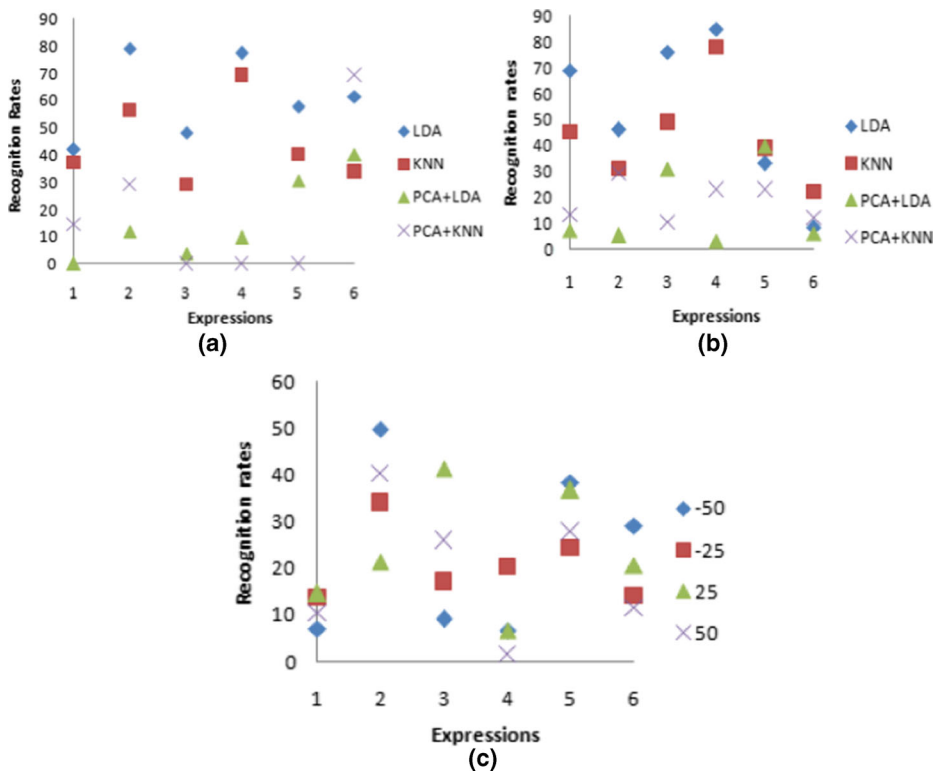 90
80
70
60
50
40
30
20
10
0
Recognition Rates
1 2 3 4 5 6
Expressions
LDA
KNN
PCA+LDA
PCA+KNN
(a)
90
80
70
60
50
40
30
20
10
0
Recognition rates
1 2 3 4 5 6
Expressions
LDA
KNN
PCA+LDA
PCA+KNN
(b)
60
50
40
30
20
10
0
Recognition rates
1 2 3 4 5 6
Expressions
-50
-25
25
50
(c)